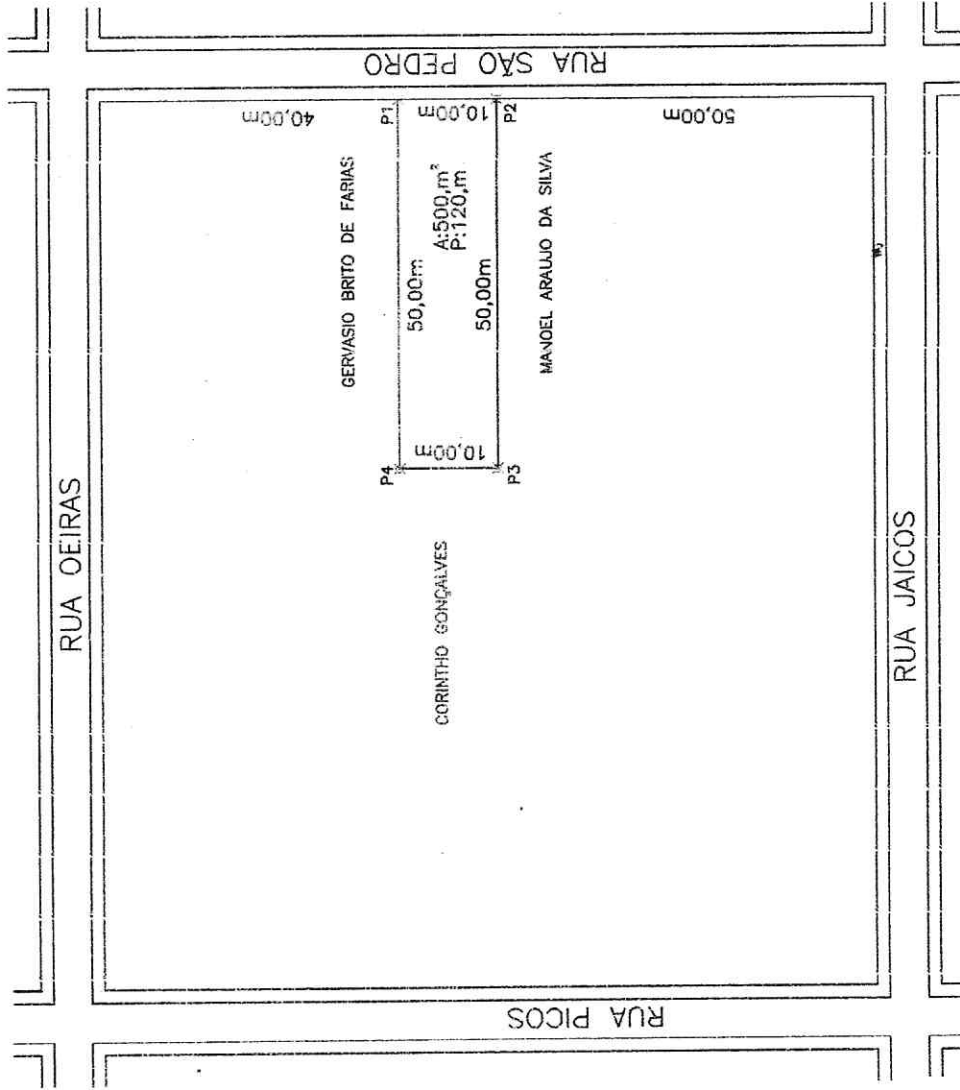 RUA SÃO PEDRO
RUA OEIRAS
40,00m
P1
10,00m
P2
50,00m
GERVASIO BRITO DE FARIAS
A:500,m²
P:120,m
50,00m
50,00m
MANOEL ARAUJO DA SILVA
P4
10,00m
P3
CORINTHO GONÇALVES
RUA JAICOS
RUA PICOS